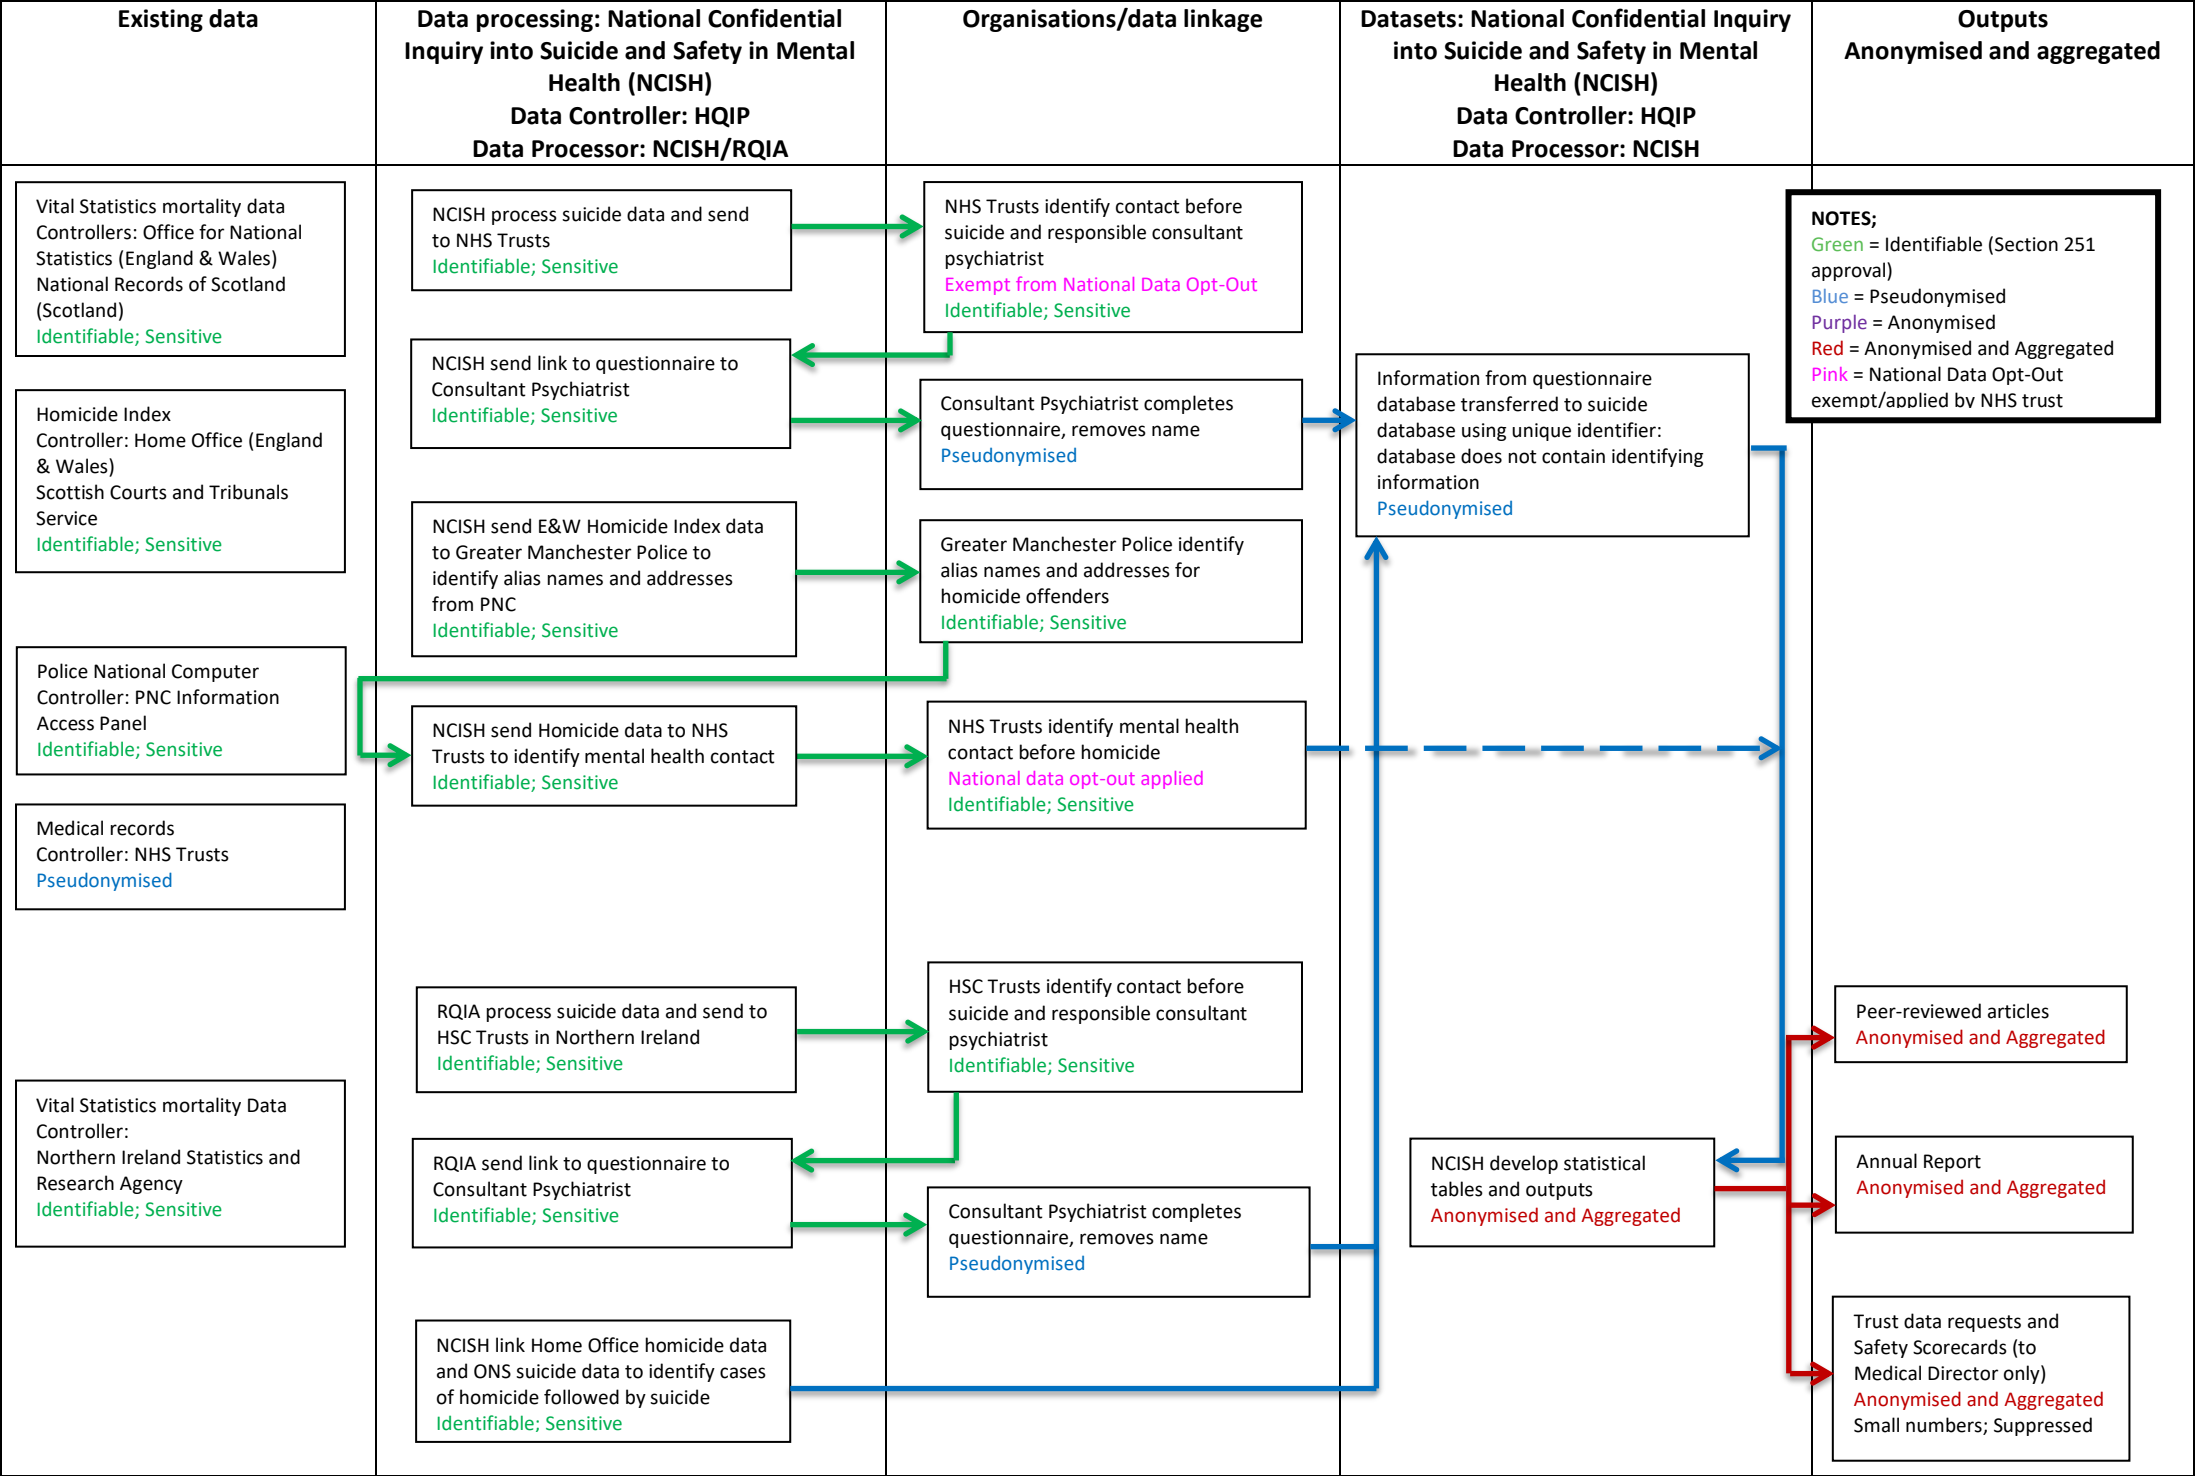 Existing data
Data processing: National Confidential
Inquiry into Suicide and Safety in Mental
Health (NCISH)
Data Controller: HQIP
Data Processor: NCISH/RQIA
Organisations/data linkage
Datasets: National Confidential Inquiry
into Suicide and Safety in Mental
Health (NCISH)
Data Controller: HQIP
Data Processor: NCISH
Outputs
Anonymised and aggregated
Vital Statistics mortality data
Controllers: Office for National
Statistics (England & Wales)
National Records of Scotland
(Scotland)
Identifiable; Sensitive
Homicide Index
Controller: Home Office (England
& Wales)
Scottish Courts and Tribunals
Service
Identifiable; Sensitive
Police National Computer
Controller: PNC Information
Access Panel
Identifiable; Sensitive
Medical records
Controller: NHS Trusts
Pseudonymised
Vital Statistics mortality Data
Controller:
Northern Ireland Statistics and
Research Agency
Identifiable; Sensitive
NCISH process suicide data and send
to NHS Trusts
Identifiable; Sensitive
NCISH send link to questionnaire to
Consultant Psychiatrist
Identifiable; Sensitive
NCISH send E&W Homicide Index data
to Greater Manchester Police to
identify alias names and addresses
from PNC
Identifiable; Sensitive
NCISH send Homicide data to NHS
Trusts to identify mental health contact
Identifiable; Sensitive
RQIA process suicide data and send to
HSC Trusts in Northern Ireland
Identifiable; Sensitive
RQIA send link to questionnaire to
Consultant Psychiatrist
Identifiable; Sensitive
NCISH link Home Office homicide data
and ONS suicide data to identify cases
of homicide followed by suicide
Identifiable; Sensitive
NHS Trusts identify contact before
suicide and responsible consultant
psychiatrist
Exempt from National Data Opt-Out
Identifiable; Sensitive
Consultant Psychiatrist completes
questionnaire, removes name
Pseudonymised
Greater Manchester Police identify
alias names and addresses for
homicide offenders
Identifiable; Sensitive
NHS Trusts identify mental health
contact before homicide
National data opt-out applied
Identifiable; Sensitive
HSC Trusts identify contact before
suicide and responsible consultant
psychiatrist
Identifiable; Sensitive
Consultant Psychiatrist completes
questionnaire, removes name
Pseudonymised
Information from questionnaire
database transferred to suicide
database using unique identifier:
database does not contain identifying
information
Pseudonymised
NCISH develop statistical
tables and outputs
Anonymised and Aggregated
NOTES;
Green = Identifiable (Section 251
approval)
Blue = Pseudonymised
Purple = Anonymised
Red = Anonymised and Aggregated
Pink = National Data Opt-Out
exempt/applied by NHS trust
Peer-reviewed articles
Anonymised and Aggregated
Annual Report
Anonymised and Aggregated
Trust data requests and
Safety Scorecards (to
Medical Director only)
Anonymised and Aggregated
Small numbers; Suppressed